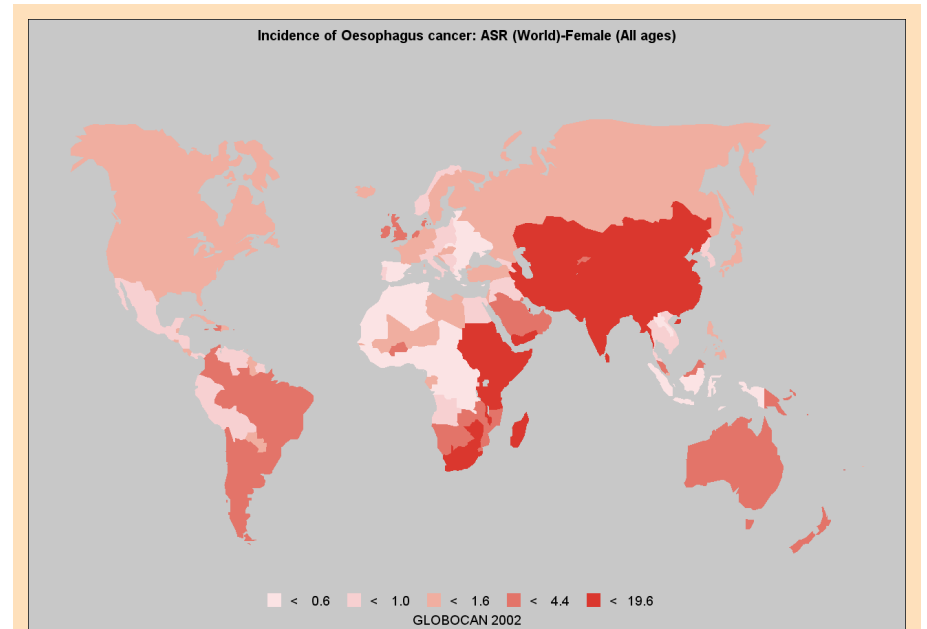 Incidence of Oesophagus cancer: ASR (World)-Female (All ages)
< 0.6 < 1.0 < 1.6 < 4.4 < 19.6
GLOBOCAN 2002